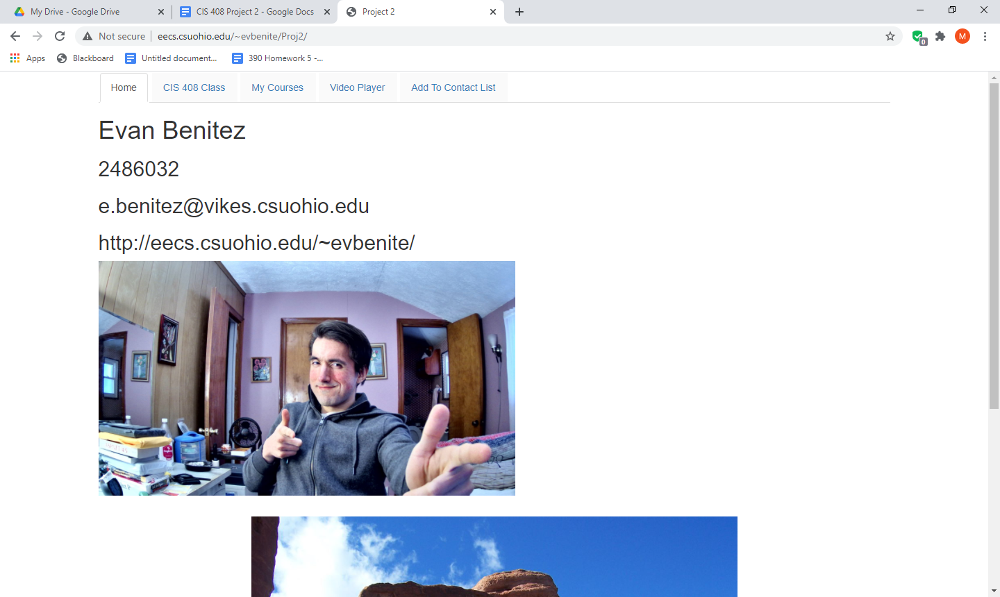 My Drive - Google Drive
CIS 408 Project 2 - Google Docs
Project 2
Not secure
eecs.csuohio.edu/~evbenite/Proj2/
0
M
Apps
Blackboard
Untitled document...
390 Homework 5 -...
Home
CIS 408 Class
My Courses
Video Player
Add To Contact List
Evan Benitez
2486032
e.benitez@vikes.csuohio.edu
http://eecs.csuohio.edu/~evbenite/